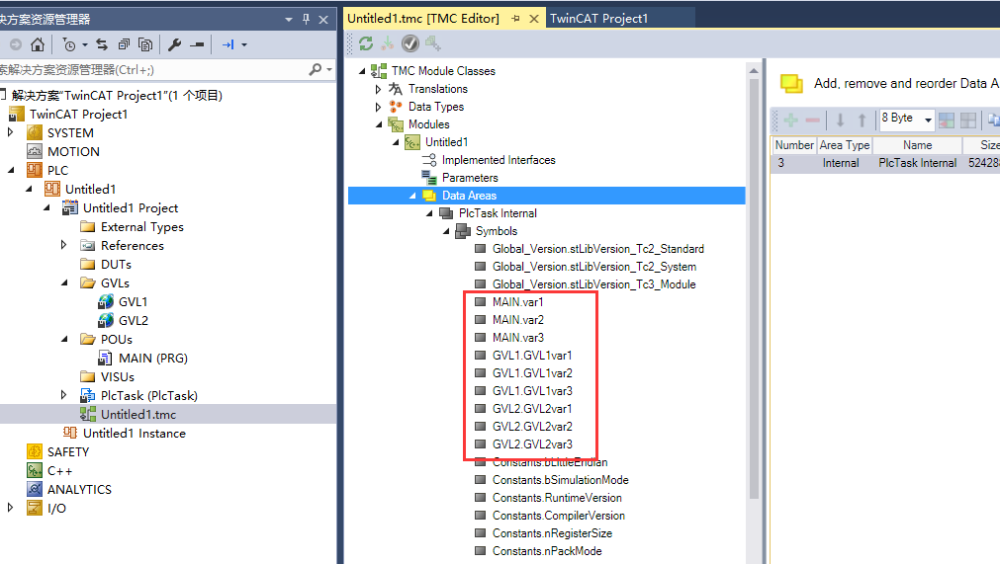 决方案资源管理器
索解决方案资源管理器(Ctrl+;)
解决方案"TwinCAT Project1"(1 个项目)
TwinCAT Project1
SYSTEM
MOTION
PLC
Untitled1
Untitled1 Project
External Types
References
DUTs
GVLs
GVL1
GVL2
POUs
MAIN (PRG)
VISUs
PlcTask (PlcTask)
Untitled1.tmc
Untitled1 Instance
SAFETY
C++
ANALYTICS
I/O
Untitled1.tmc [TMC Editor]
TwinCAT Project1
TMC Module Classes
Translations
Data Types
Modules
Untitled1
Implemented Interfaces
Parameters
Data Areas
PlcTask Internal
Symbols
Global_Version.stLibVersion_Tc2_Standard
Global_Version.stLibVersion_Tc2_System
Global_Version.stLibVersion_Tc3_Module
MAIN.var1
MAIN.var2
MAIN.var3
GVL1.GVL1var1
GVL1.GVL1var2
GVL1.GVL1var3
GVL2.GVL2var1
GVL2.GVL2var2
GVL2.GVL2var3
Constants.bLittleEndian
Constants.bSimulationMode
Constants.RuntimeVersion
Constants.CompilerVersion
Constants.nRegisterSize
Constants.nPackMode
Add, remove and reorder Data A
8 Byte
Number Area Type Name Size
3 Internal PlcTask Internal 52428